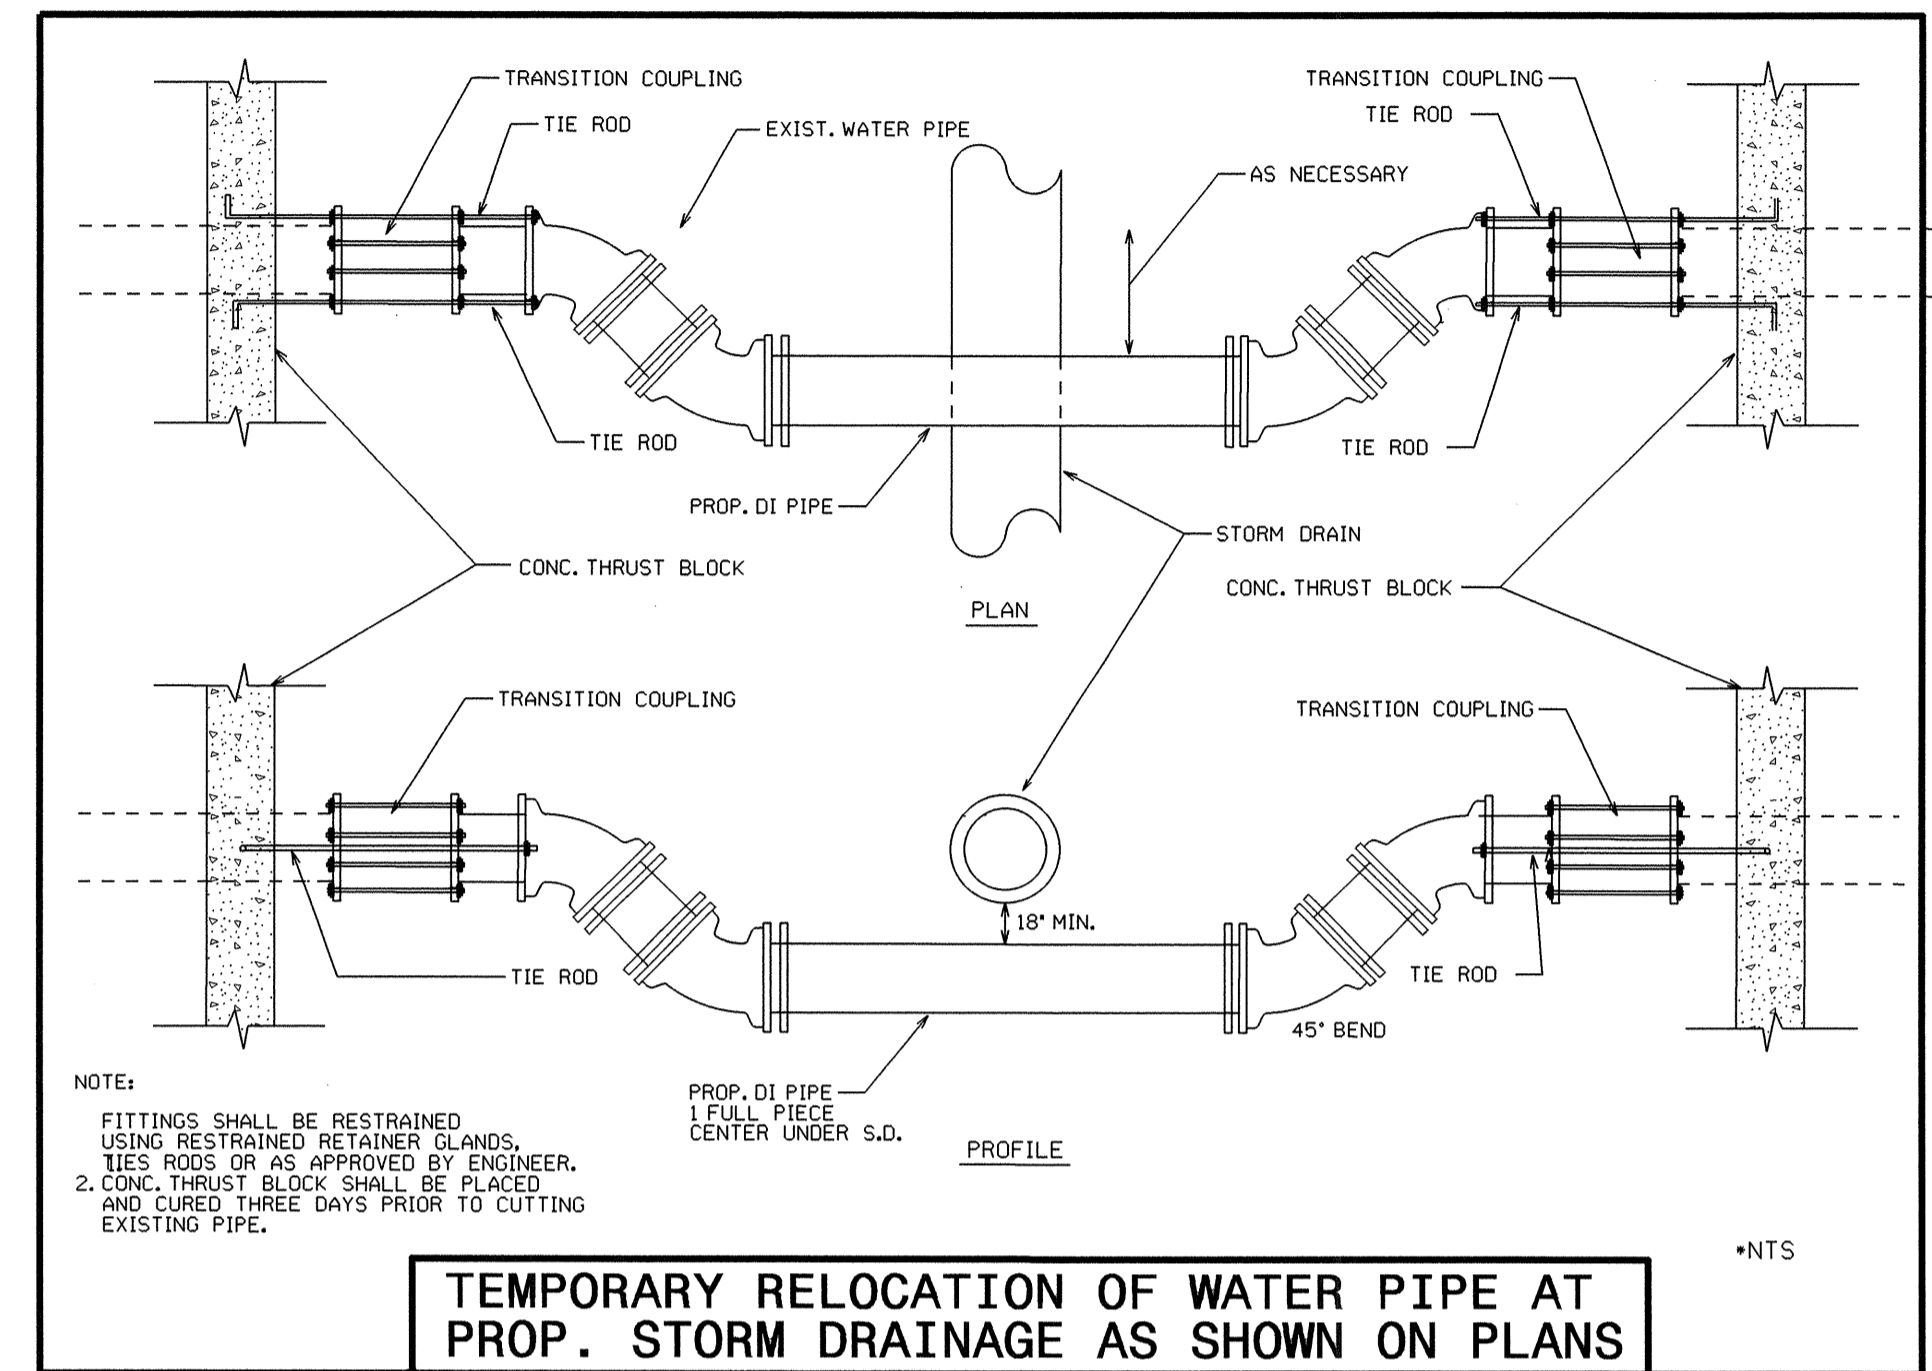 TRANSITION COUPLING
TIE ROD
EXIST. WATER PIPE
TRANSITION COUPLING
TIE ROD
AS NECESSARY
TIE ROD
TIE ROD
PROP. DI PIPE
STORM DRAIN
CONC. THRUST BLOCK
CONC. THRUST BLOCK
PLAN
TRANSITION COUPLING
TRANSITION COUPLING
18" MIN.
TIE ROD
TIE ROD
45° BEND
PROP. DI PIPE
1 FULL PIECE
CENTER UNDER S.D.
PROFILE
NOTE:
FITTINGS SHALL BE RESTRAINED
USING RESTRAINED RETAINER GLANDS,
TIES RODS OR AS APPROVED BY ENGINEER.
2. CONC. THRUST BLOCK SHALL BE PLACED
AND CURED THREE DAYS PRIOR TO CUTTING
EXISTING PIPE.
*NTS
TEMPORARY RELOCATION OF WATER PIPE AT
PROP. STORM DRAINAGE AS SHOWN ON PLANS